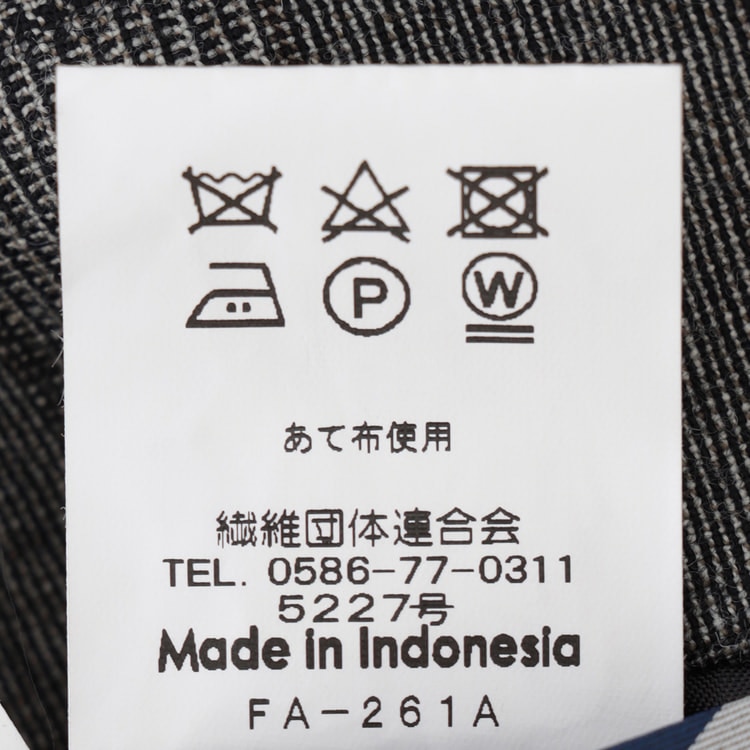 P W
あて布使用
繊維団体連合会
TEL. 0586-77-0311
5227号
Made in Indonesia
FA-261A